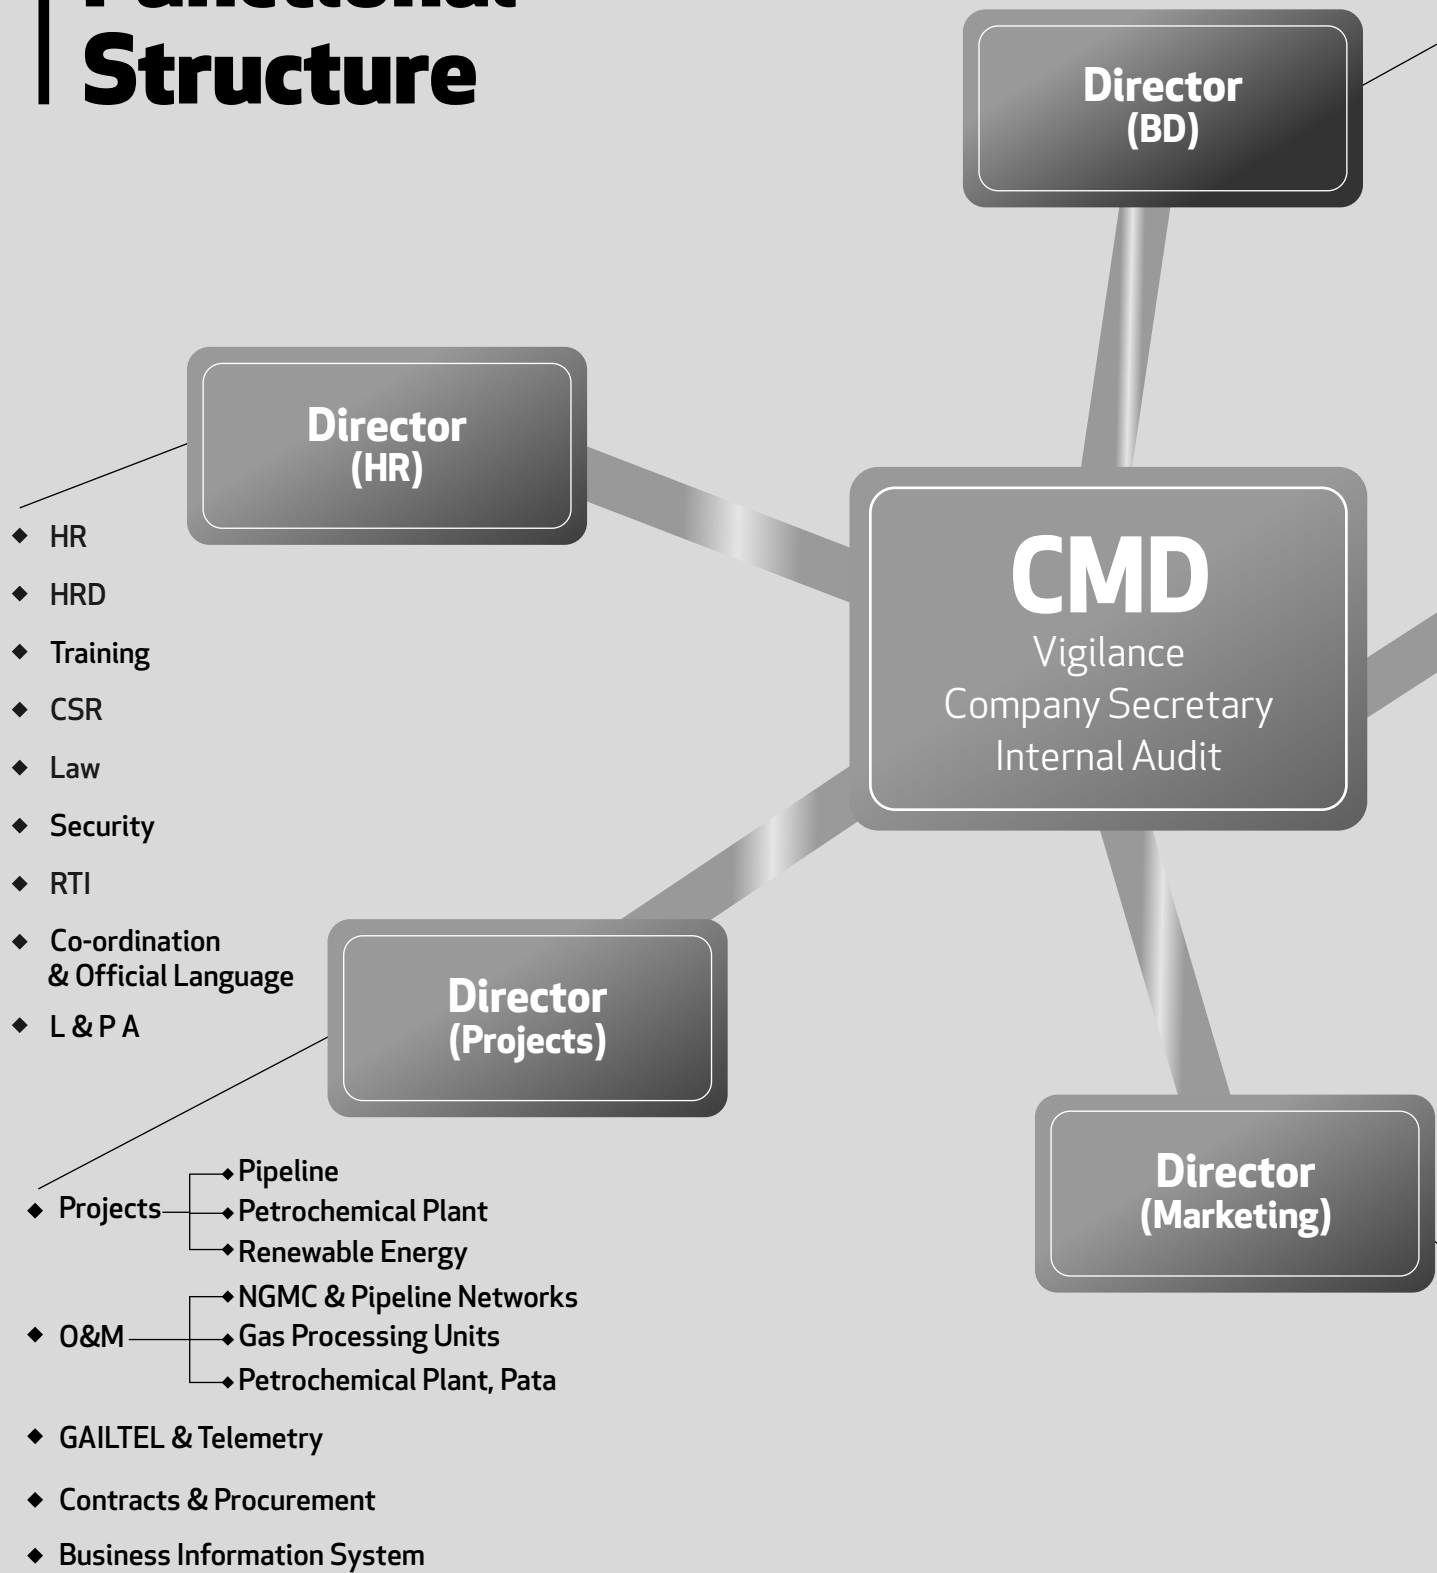 Functional
Structure
Director
(BD)
Director
(HR)
CMD
Vigilance
Company Secretary
Internal Audit
HR
HRD
Training
CSR
Law
Security
RTI
Co-ordination
& Official Language
L & P A
Director
(Projects)
Director
(Marketing)
Projects
Pipeline
Petrochemical Plant
Renewable Energy
O&M
NGMC & Pipeline Networks
Gas Processing Units
Petrochemical Plant, Pata
GAILTEL & Telemetry
Contracts & Procurement
Business Information System